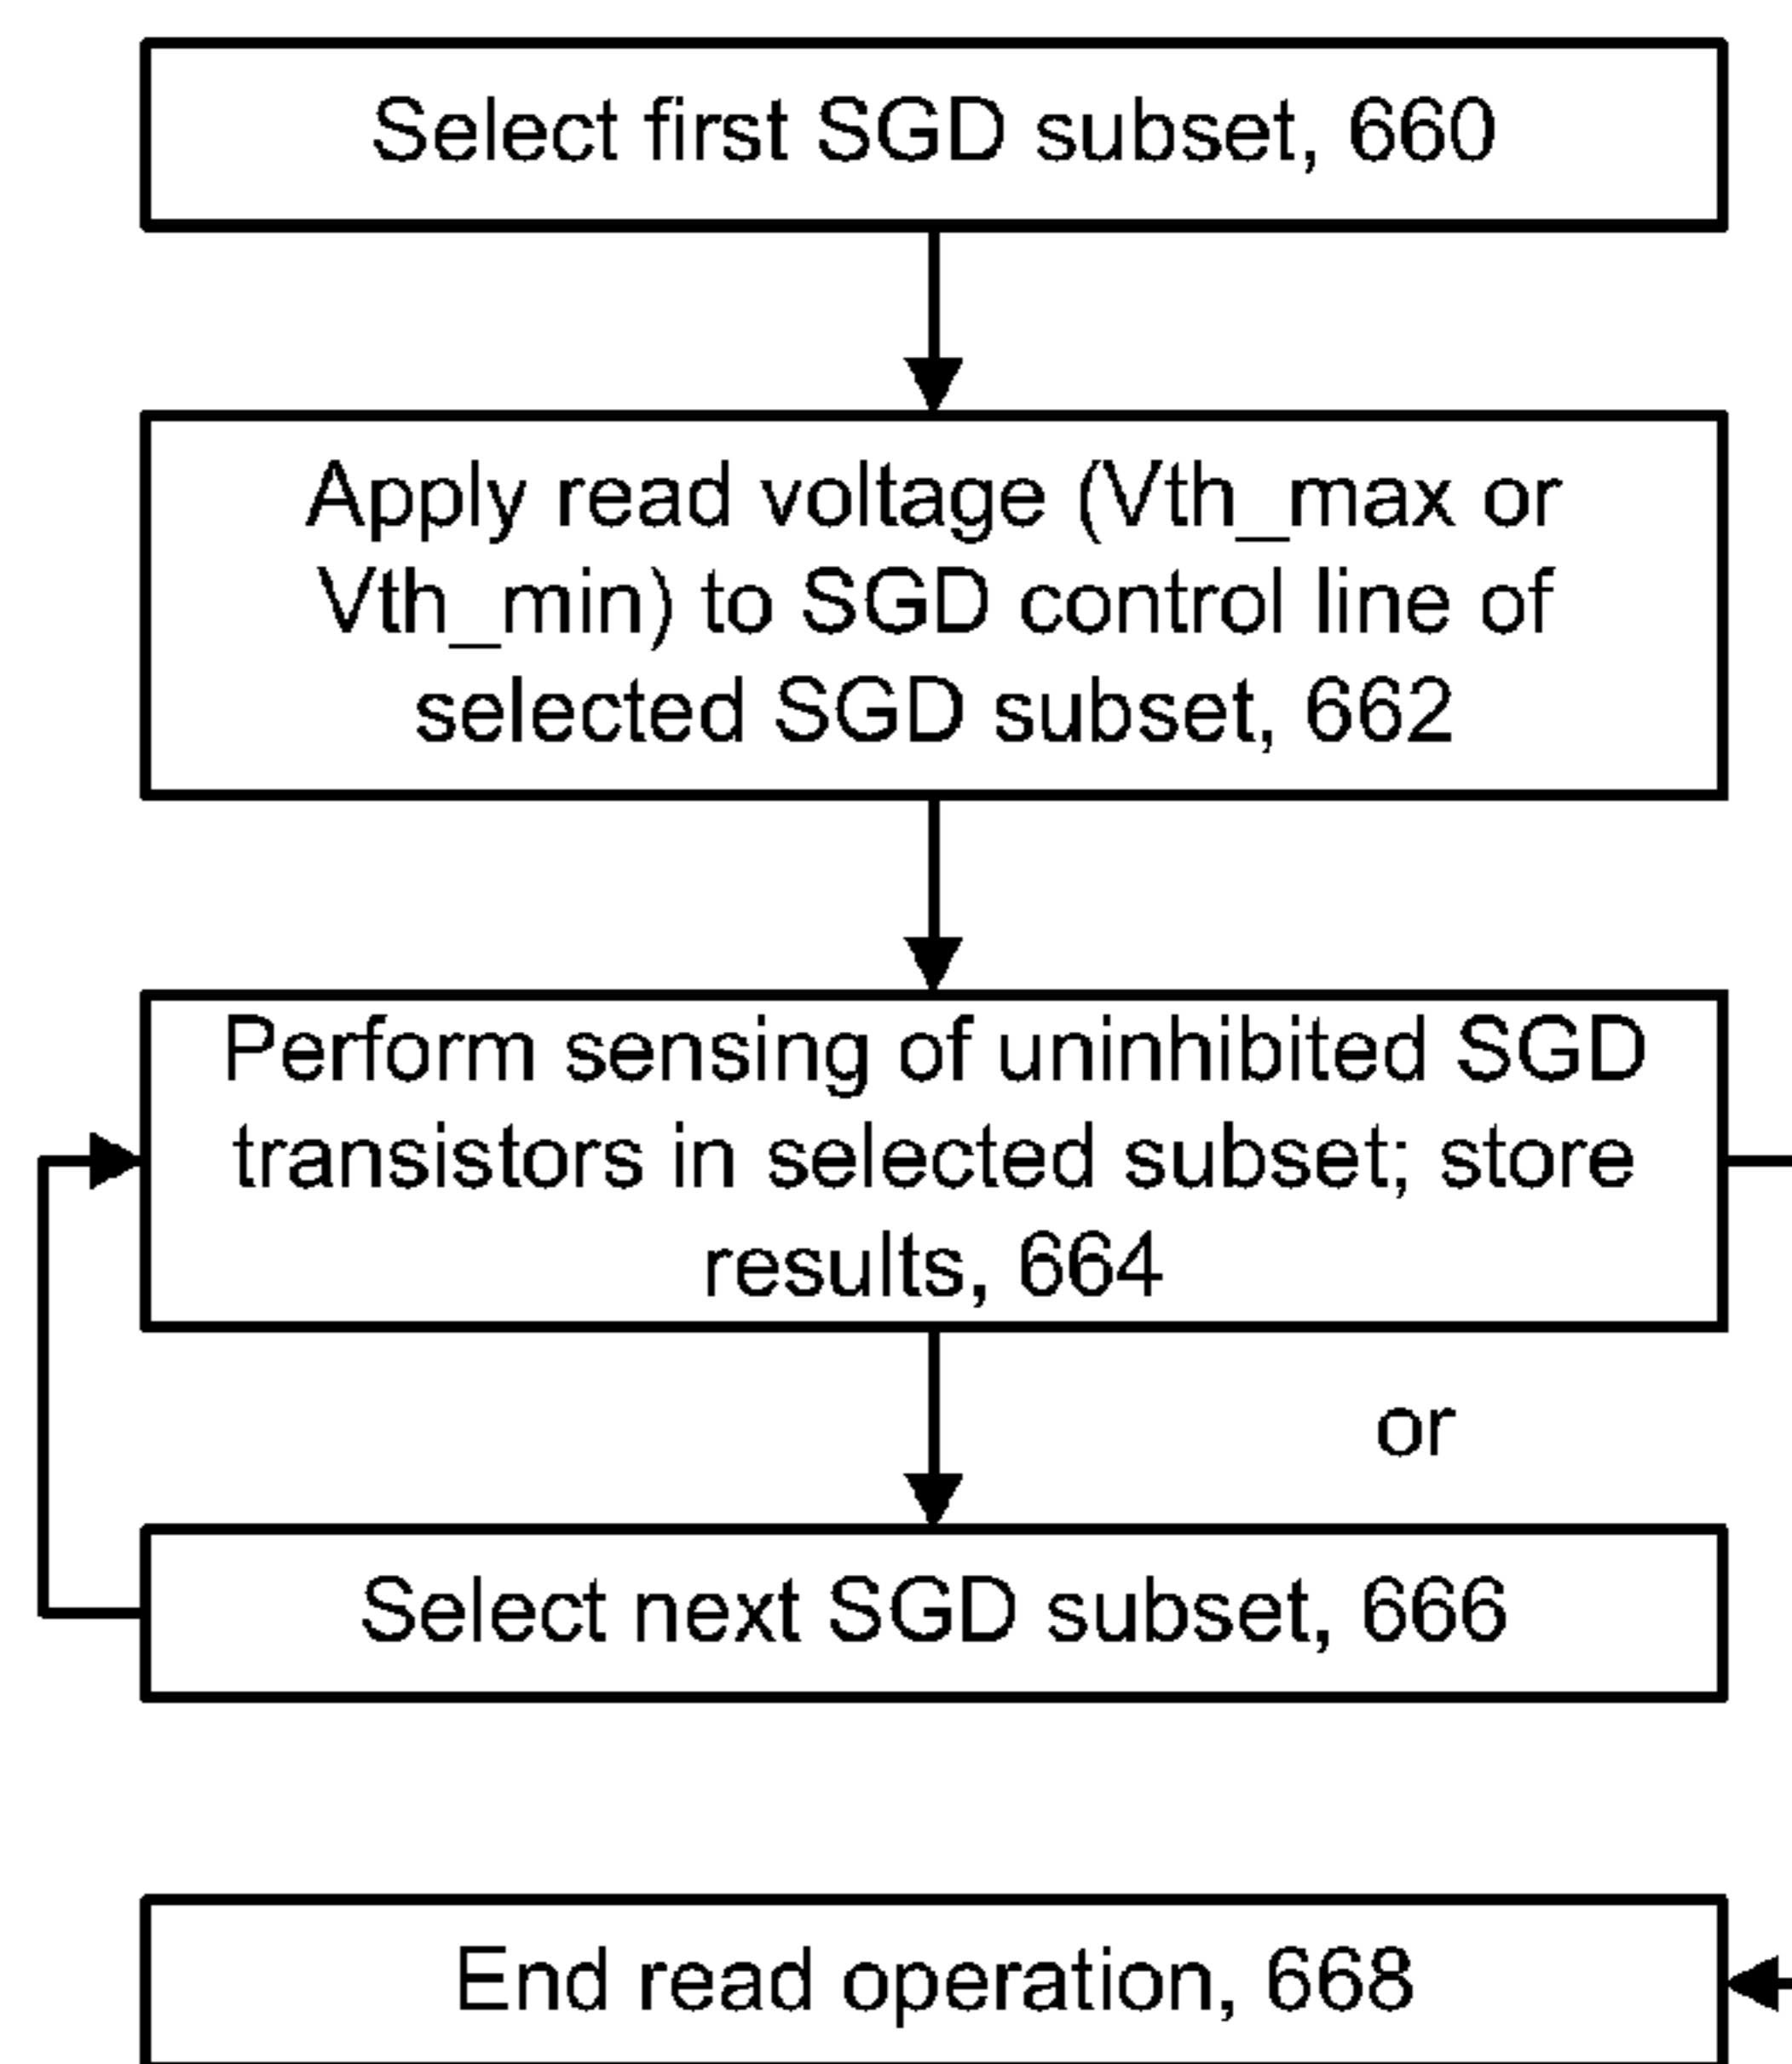 Select first SGD subset, 660
Apply read voltage (Vth_max or
Vth_min) to SGD control line of
selected SGD subset, 662
Perform sensing of uninhibited SGD
transistors in selected subset; store
results, 664
or
Select next SGD subset, 666
End read operation, 668